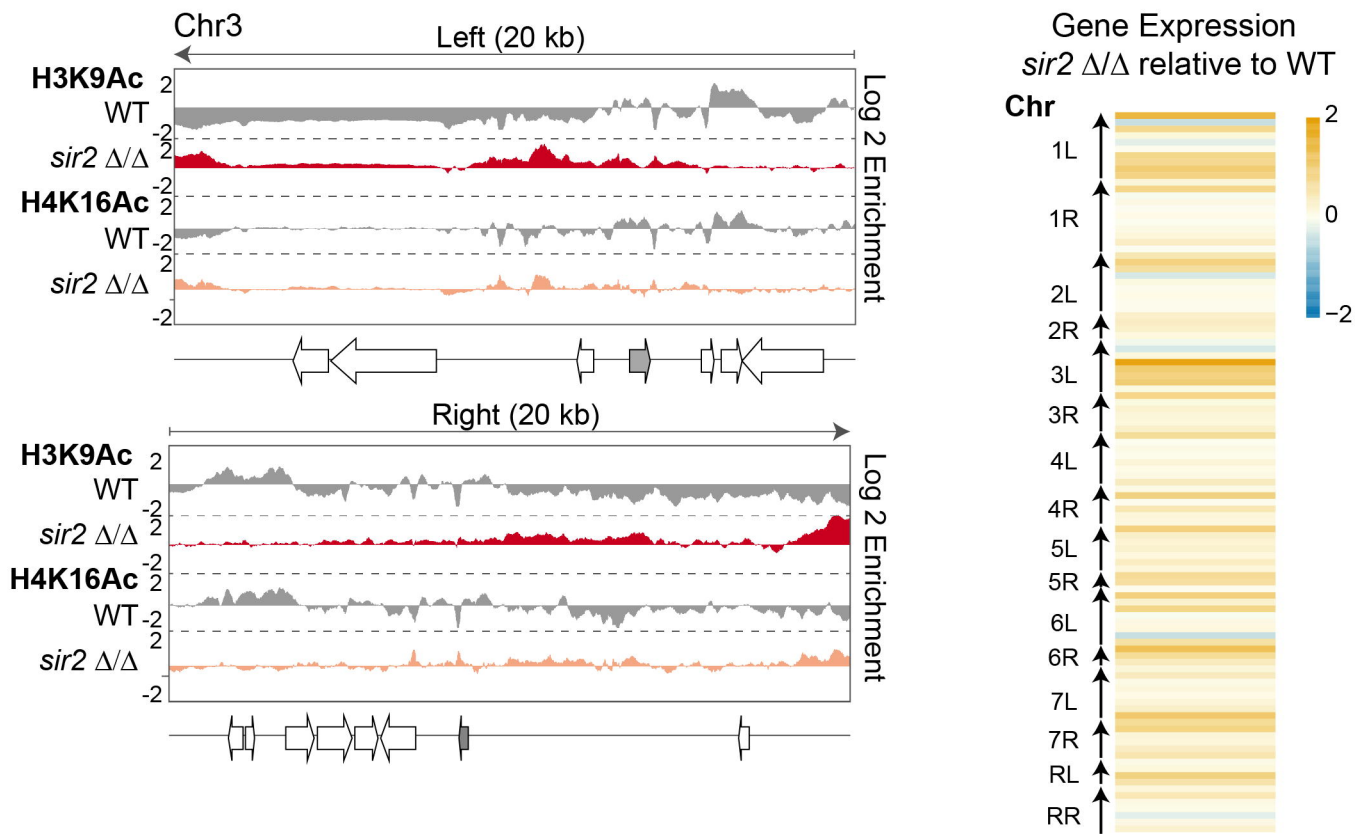 Chr3
Left (20 kb)
H3K9Ac
2
WT
-2
sir2 Δ/Δ
2
-2
H4K16Ac
2
WT
-2
sir2 Δ/Δ
2
-2
Log 2 Enrichment
Right (20 kb)
H3K9Ac
2
WT
-2
sir2 Δ/Δ
2
-2
H4K16Ac
2
WT
-2
sir2 Δ/Δ
2
-2
Log 2 Enrichment
Gene Expression
sir2 Δ/Δ relative to WT
Chr
1L
1R
2L
2R
3L
3R
4L
4R
5L
5R
6L
6R
7L
7R
RL
RR
2
0
−2